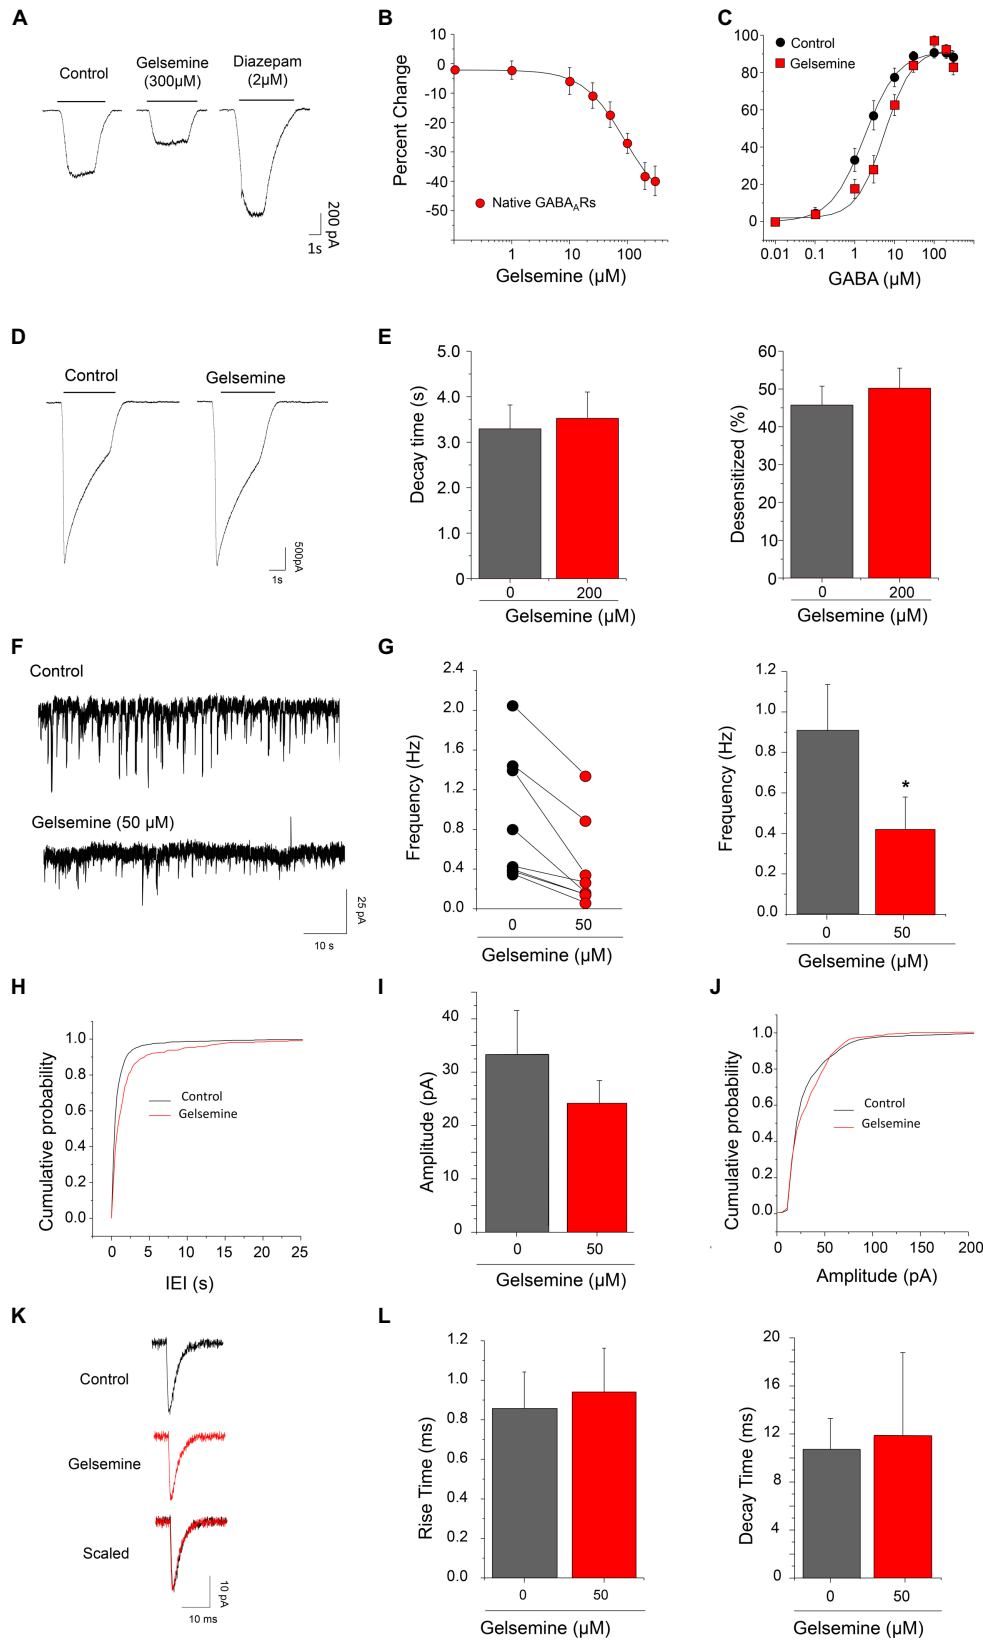 A
Control
Gelsemine
(300µM)
Diazepam
(2µM)
200 pA
1s
B
10
0
-10
-20
-30
-40
-50
Percent Change
Native GABAARs
1
10
100
Gelsemine (µM)
C
100
80
60
40
20
0
Control
Gelsemine
0.01
0.1
1
10
100
GABA (µM)
D
Control
Gelsemine
500pA
1s
E
5.0
4.0
3.0
2.0
1.0
0
Decay time (s)
0
200
Gelsemine (µM)
60
50
40
30
20
10
0
Desensitized (%)
0
200
Gelsemine (µM)
F
Control
Gelsemine (50 µM)
25 pA
10 s
G
2.4
2.0
1.6
1.2
0.8
0.4
0.0
Frequency (Hz)
0
50
Gelsemine (µM)
1.2
1.0
0.8
0.6
0.4
0.2
0.0
Frequency (Hz)
*
0
50
Gelsemine (µM)
H
1.0
0.8
0.6
0.4
0.2
0.0
Cumulative probability
Control
Gelsemine
0
5
10
15
20
25
IEI (s)
I
40
30
20
10
0
Amplitude (pA)
0
50
Gelsemine (µM)
J
1.0
0.8
0.6
0.4
0.2
0.0
Cumulative probability
Control
Gelsemine
0
50
100
150
200
Amplitude (pA)
K
Control
Gelsemine
Scaled
10 pA
10 ms
L
1.2
1.0
0.8
0.6
0.4
0.2
0.0
Rise Time (ms)
0
50
Gelsemine (µM)
20
16
12
8
4
0
Decay Time (ms)
0
50
Gelsemine (µM)